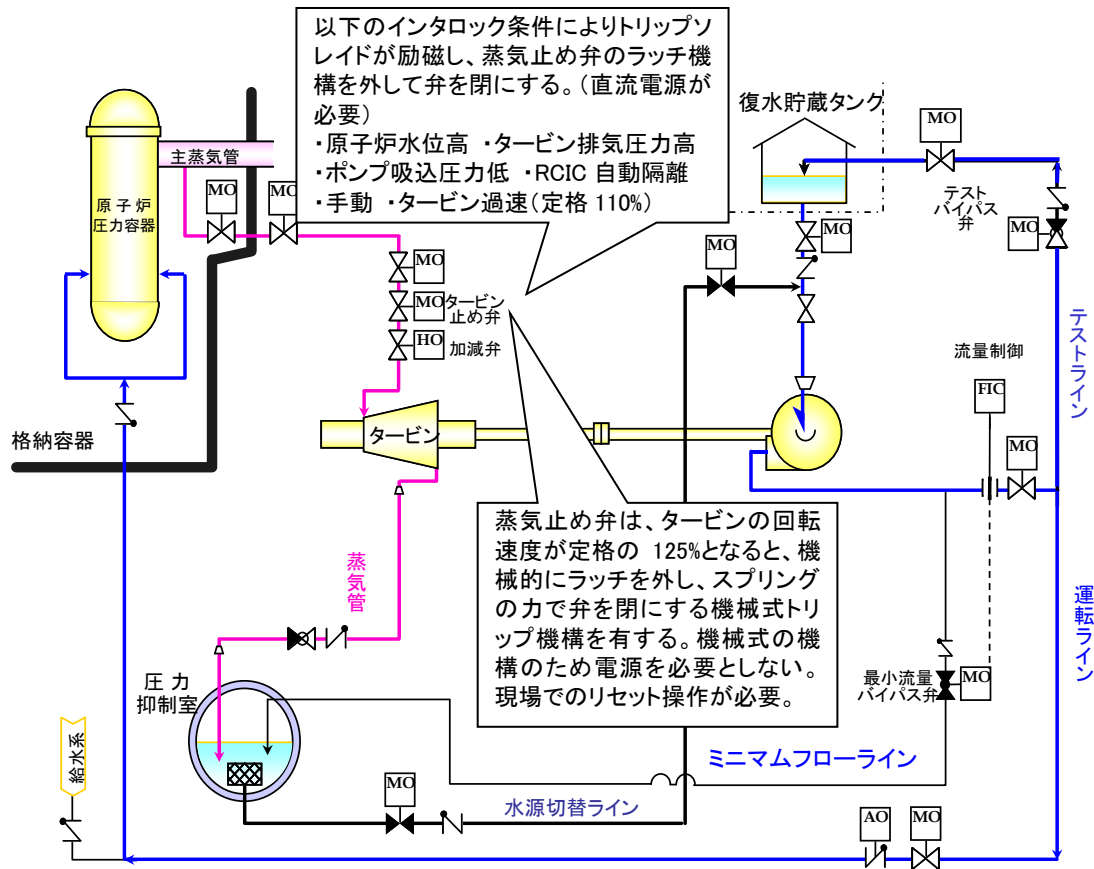 以下のインタロック条件によりトリップソ
レイドが励磁し、蒸気止め弁のラッチ機
構を外して弁を閉にする。(直流電源が
必要)
・原子炉水位高 ・タービン排気圧力高
・ポンプ吸込圧力低 ・RCIC 自動隔離
・手動 ・タービン過速(定格 110%)
復水貯蔵タンク
MO
主蒸気管
MO
MO
原子炉
圧力容器
テスト
バイパス
弁
MO
MO
MO
MO
MO
タービン
止め弁
HO
加減弁
テストライン
流量制御
FIC
格納容器
タービン
MO
蒸気止め弁は、タービンの回転
速度が定格の 125%となると、機
械的にラッチを外し、スプリング
の力で弁を閉にする機械式トリ
ップ機構を有する。機械式の機
構のため電源を必要としない。
現場でのリセット操作が必要。
蒸気管
運転ライン
圧力
抑制室
最小流量
バイパス弁
MO
給水系
ミニマムフローライン
MO
水源切替ライン
AO
MO